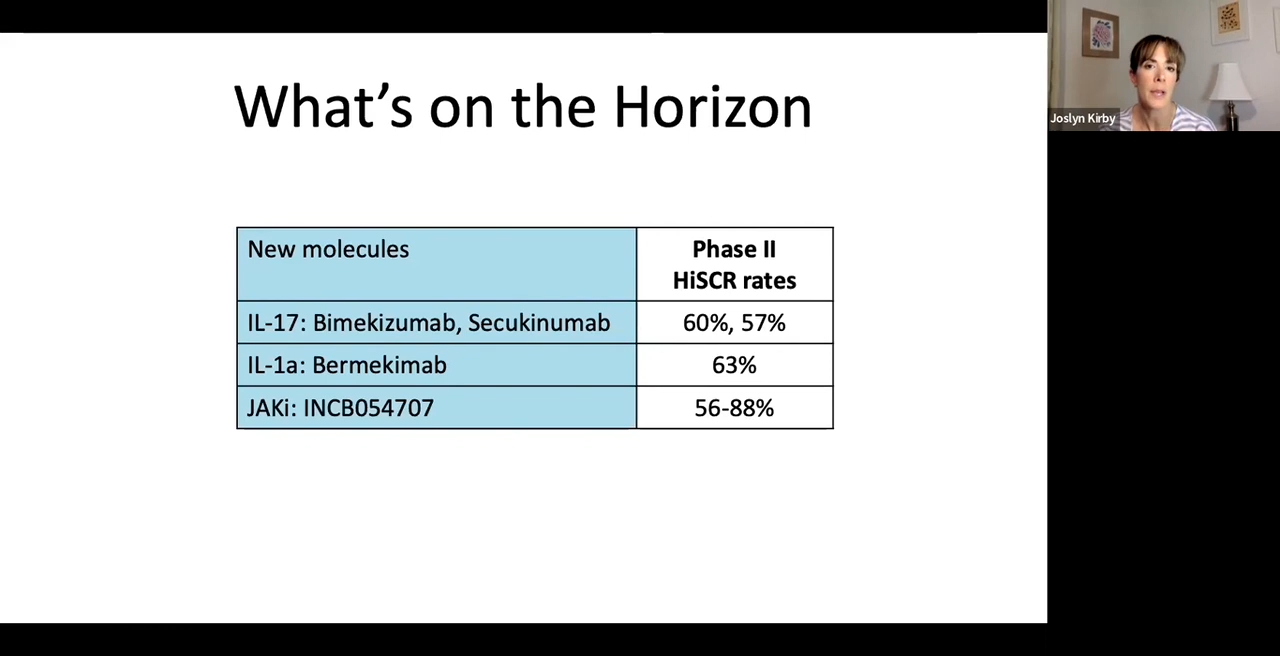 What’s on the Horizon
New molecules
Phase II
HiSCR rates
IL-17: Bimekizumab, Secukinumab
60%, 57%
IL-1a: Bermekimab
63%
JAKi: INCB054707
56-88%
Joslyn Kirby